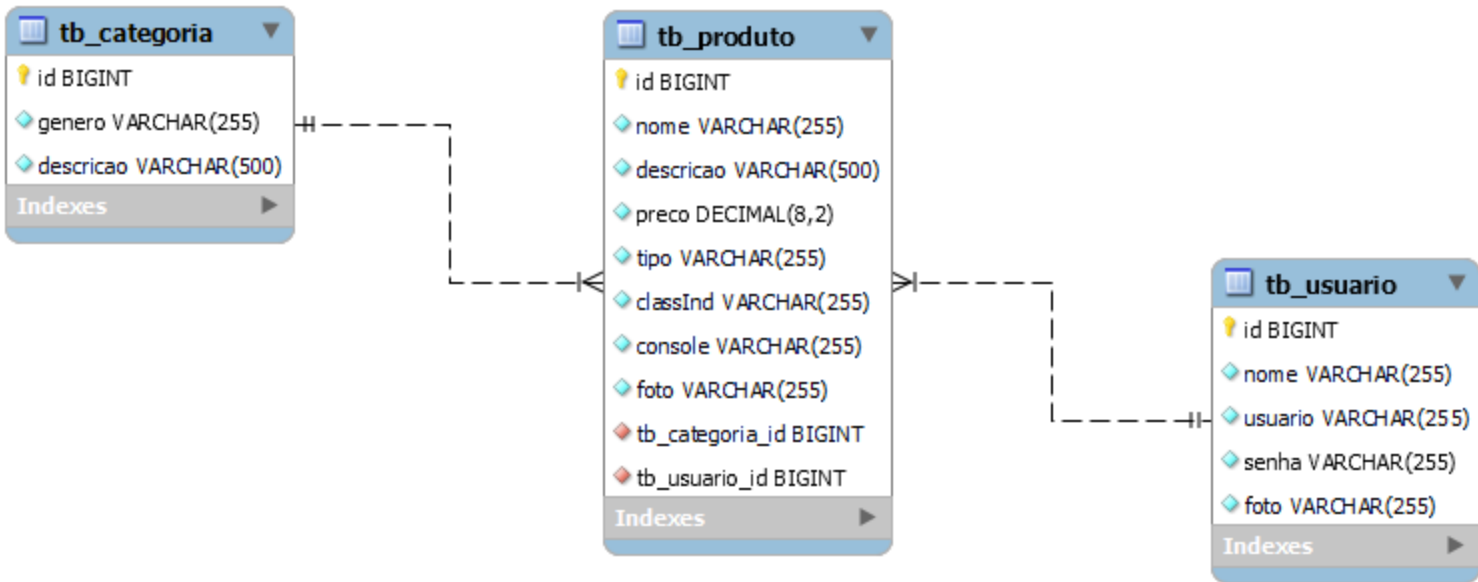 tb_categoria
id BIGINT
genero VARCHAR(255)
descricao VARCHAR(500)
Indexes
tb_produto
id BIGINT
nome VARCHAR(255)
descricao VARCHAR(500)
preco DECIMAL(8,2)
tipo VARCHAR(255)
classInd VARCHAR(255)
console VARCHAR(255)
foto VARCHAR(255)
tb_categoria_id BIGINT
tb_usuario_id BIGINT
Indexes
tb_usuario
id BIGINT
nome VARCHAR(255)
usuario VARCHAR(255)
senha VARCHAR(255)
foto VARCHAR(255)
Indexes